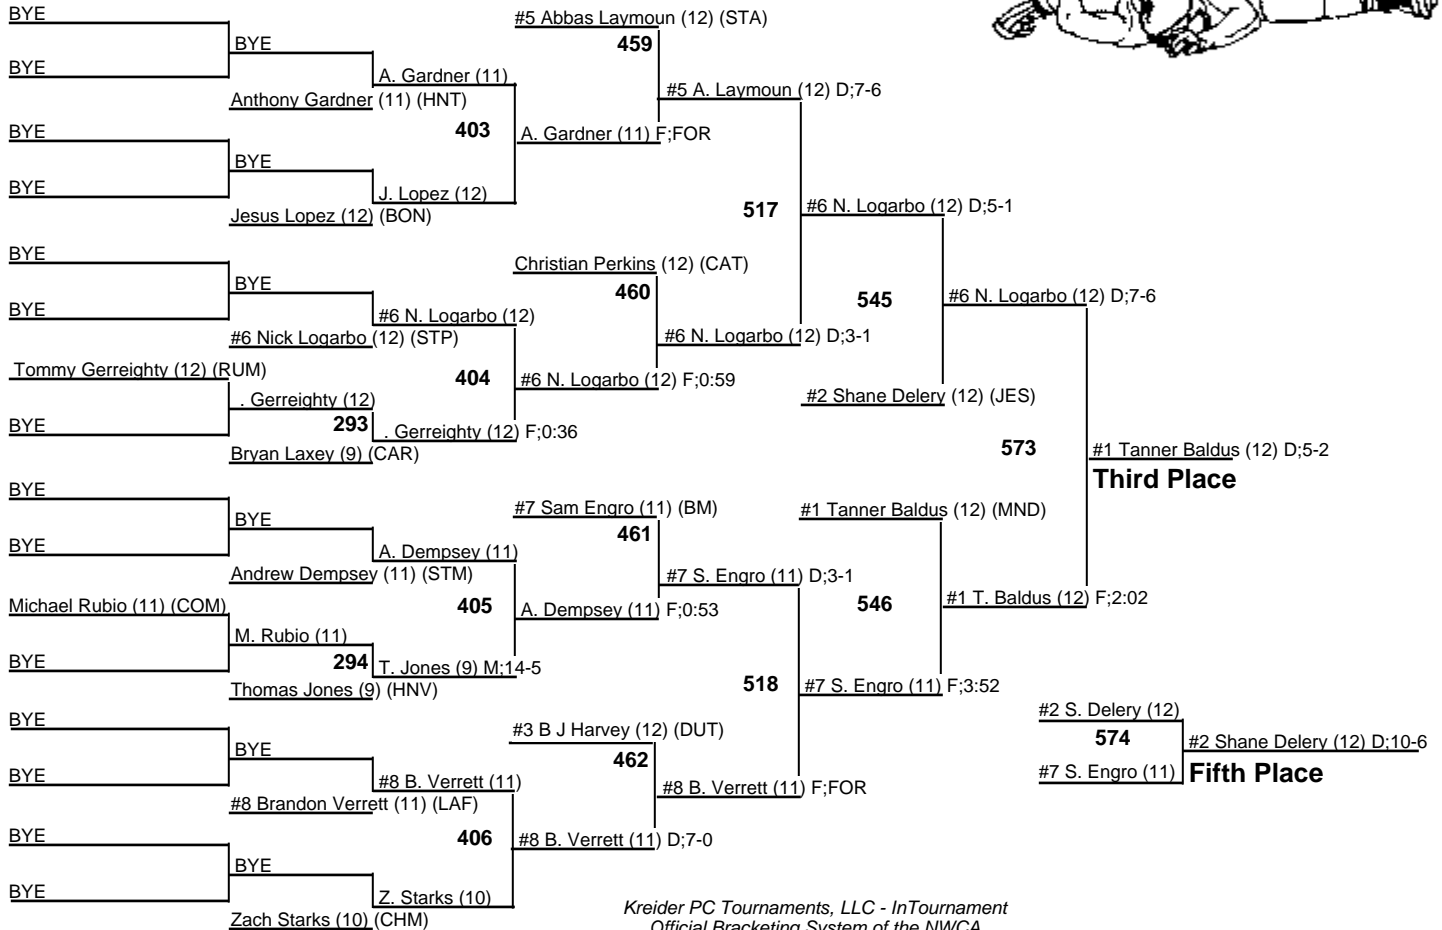 BYE
#5 Abbas Laymoun (12) (STA)
BYE
459
BYE
A. Gardner (11)
#5 A. Laymoun (12) D;7-6
Anthony Gardner (11) (HNT)
403
A. Gardner (11) F;FOR
BYE
BYE
BYE
J. Lopez (12)
517
#6 N. Logarbo (12) D;5-1
Jesus Lopez (12) (BON)
BYE
Christian Perkins (12) (CAT)
BYE
460
545
#6 N. Logarbo (12) D;7-6
BYE
#6 N. Logarbo (12)
#6 Nick Logarbo (12) (STP)
#6 N. Logarbo (12) D;3-1
Tommy Gerreighty (12) (RUM)
404
#6 N. Logarbo (12) F;0:59
. Gerreighty (12)
#2 Shane Delery (12) (JES)
BYE
293
. Gerreighty (12) F;0:36
573
#1 Tanner Baldus (12) D;5-2
Bryan Laxey (9) (CAR)
Third Place
BYE
#7 Sam Engro (11) (BM)
#1 Tanner Baldus (12) (MND)
BYE
461
BYE
A. Dempsey (11)
Andrew Dempsey (11) (STM)
#7 S. Engro (11) D;3-1
Michael Rubio (11) (COM)
405
A. Dempsey (11) F;0:53
546
#1 T. Baldus (12) F;2:02
M. Rubio (11)
BYE
294
T. Jones (9) M;14-5
Thomas Jones (9) (HNV)
518
#7 S. Engro (11) F;3:52
BYE
#3 B J Harvey (12) (DUT)
#2 S. Delery (12)
BYE
462
574
#2 Shane Delery (12) D;10-6
BYE
#8 B. Verrett (11)
#8 B. Verrett (11) F;FOR
#7 S. Engro (11)
Fifth Place
#8 Brandon Verrett (11) (LAF)
BYE
406
#8 B. Verrett (11) D;7-0
BYE
BYE
Z. Starks (10)
Zach Starks (10) (CHM)
Kreider PC Tournaments, LLC - InTournament
Official Bracketing System of the NWCA